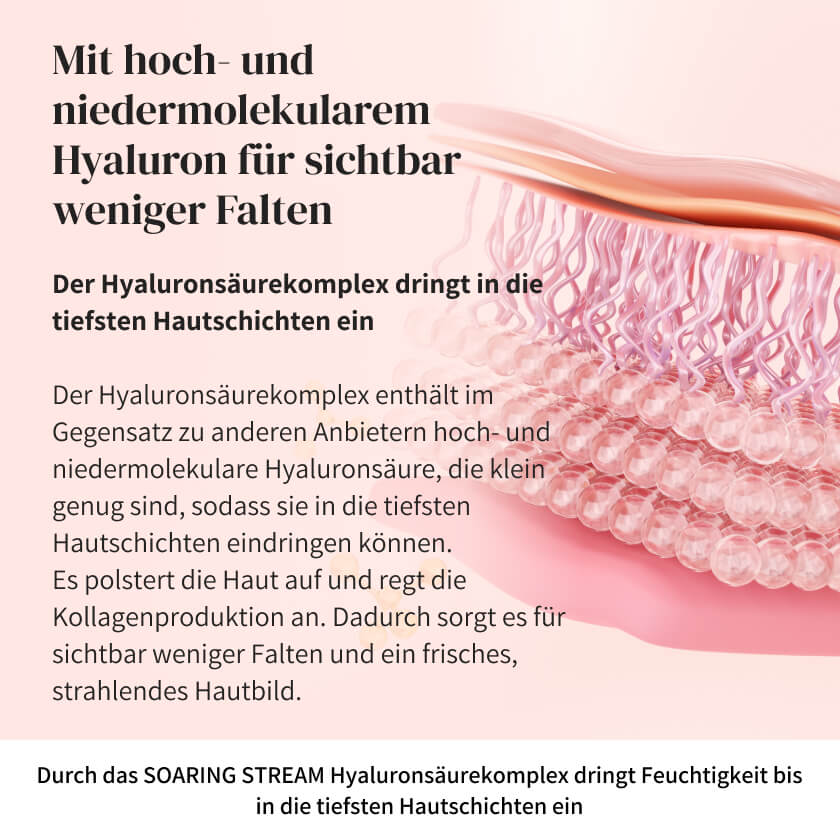 Mit hoch- und
niedermolekularem
Hyaluron für sichtbar
weniger Falten
Der Hyaluronsäurekomplex dringt in die
tiefsten Hautschichten ein
Der Hyaluronsäurekomplex enthält im
Gegensatz zu anderen Anbietern hoch- und
niedermolekulare Hyaluronsäure, die klein
genug sind, sodass sie in die tiefsten
Hautschichten eindringen können.
Es polstert die Haut auf und regt die
Kollagenproduktion an. Dadurch sorgt es für
sichtbar weniger Falten und ein frisches,
strahlendes Hautbild.
Durch das SOARING STREAM Hyaluronsäurekomplex dringt Feuchtigkeit bis
in die tiefsten Hautschichten ein